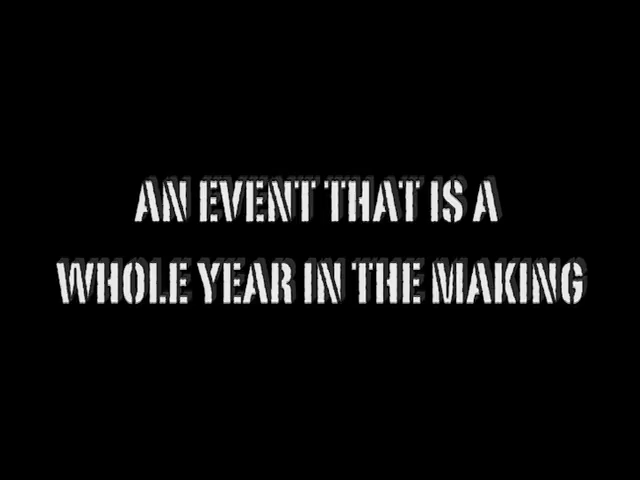 AN EVENT THAT IS A
WHOLE YEAR IN THE MAKING